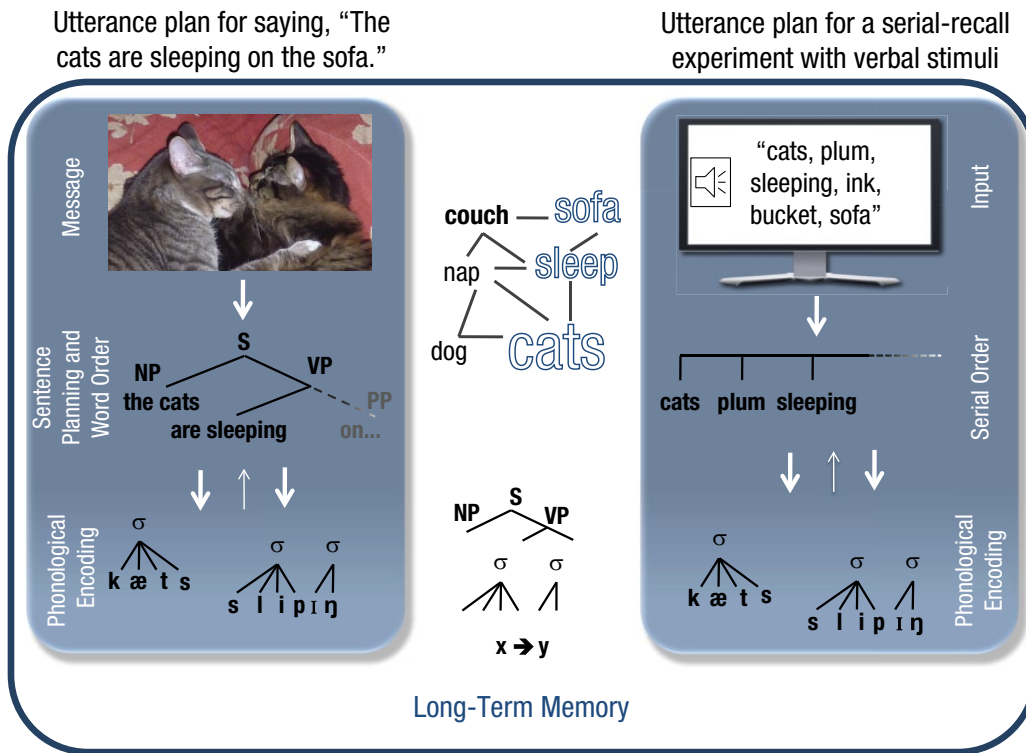 Utterance plan for saying, “The
cats are sleeping on the sofa.”
Utterance plan for a serial-recall
experiment with verbal stimuli
Message
S
NP
VP
the cats
PP
are sleeping
on...
Sentence
Planning and
Word Order
σ
σ
σ
k æ t s
s l i p ɪ ŋ
Phonological
Encoding
couch
sofa
nap
sleep
dog
cats
S
NP
VP
σ
σ
x ➔ y
“cats, plum,
sleeping, ink,
bucket, sofa”
Input
cats plum sleeping
Serial Order
σ
σ
σ
k æ t s
s l i p ɪ ŋ
Phonological
Encoding
Long-Term Memory